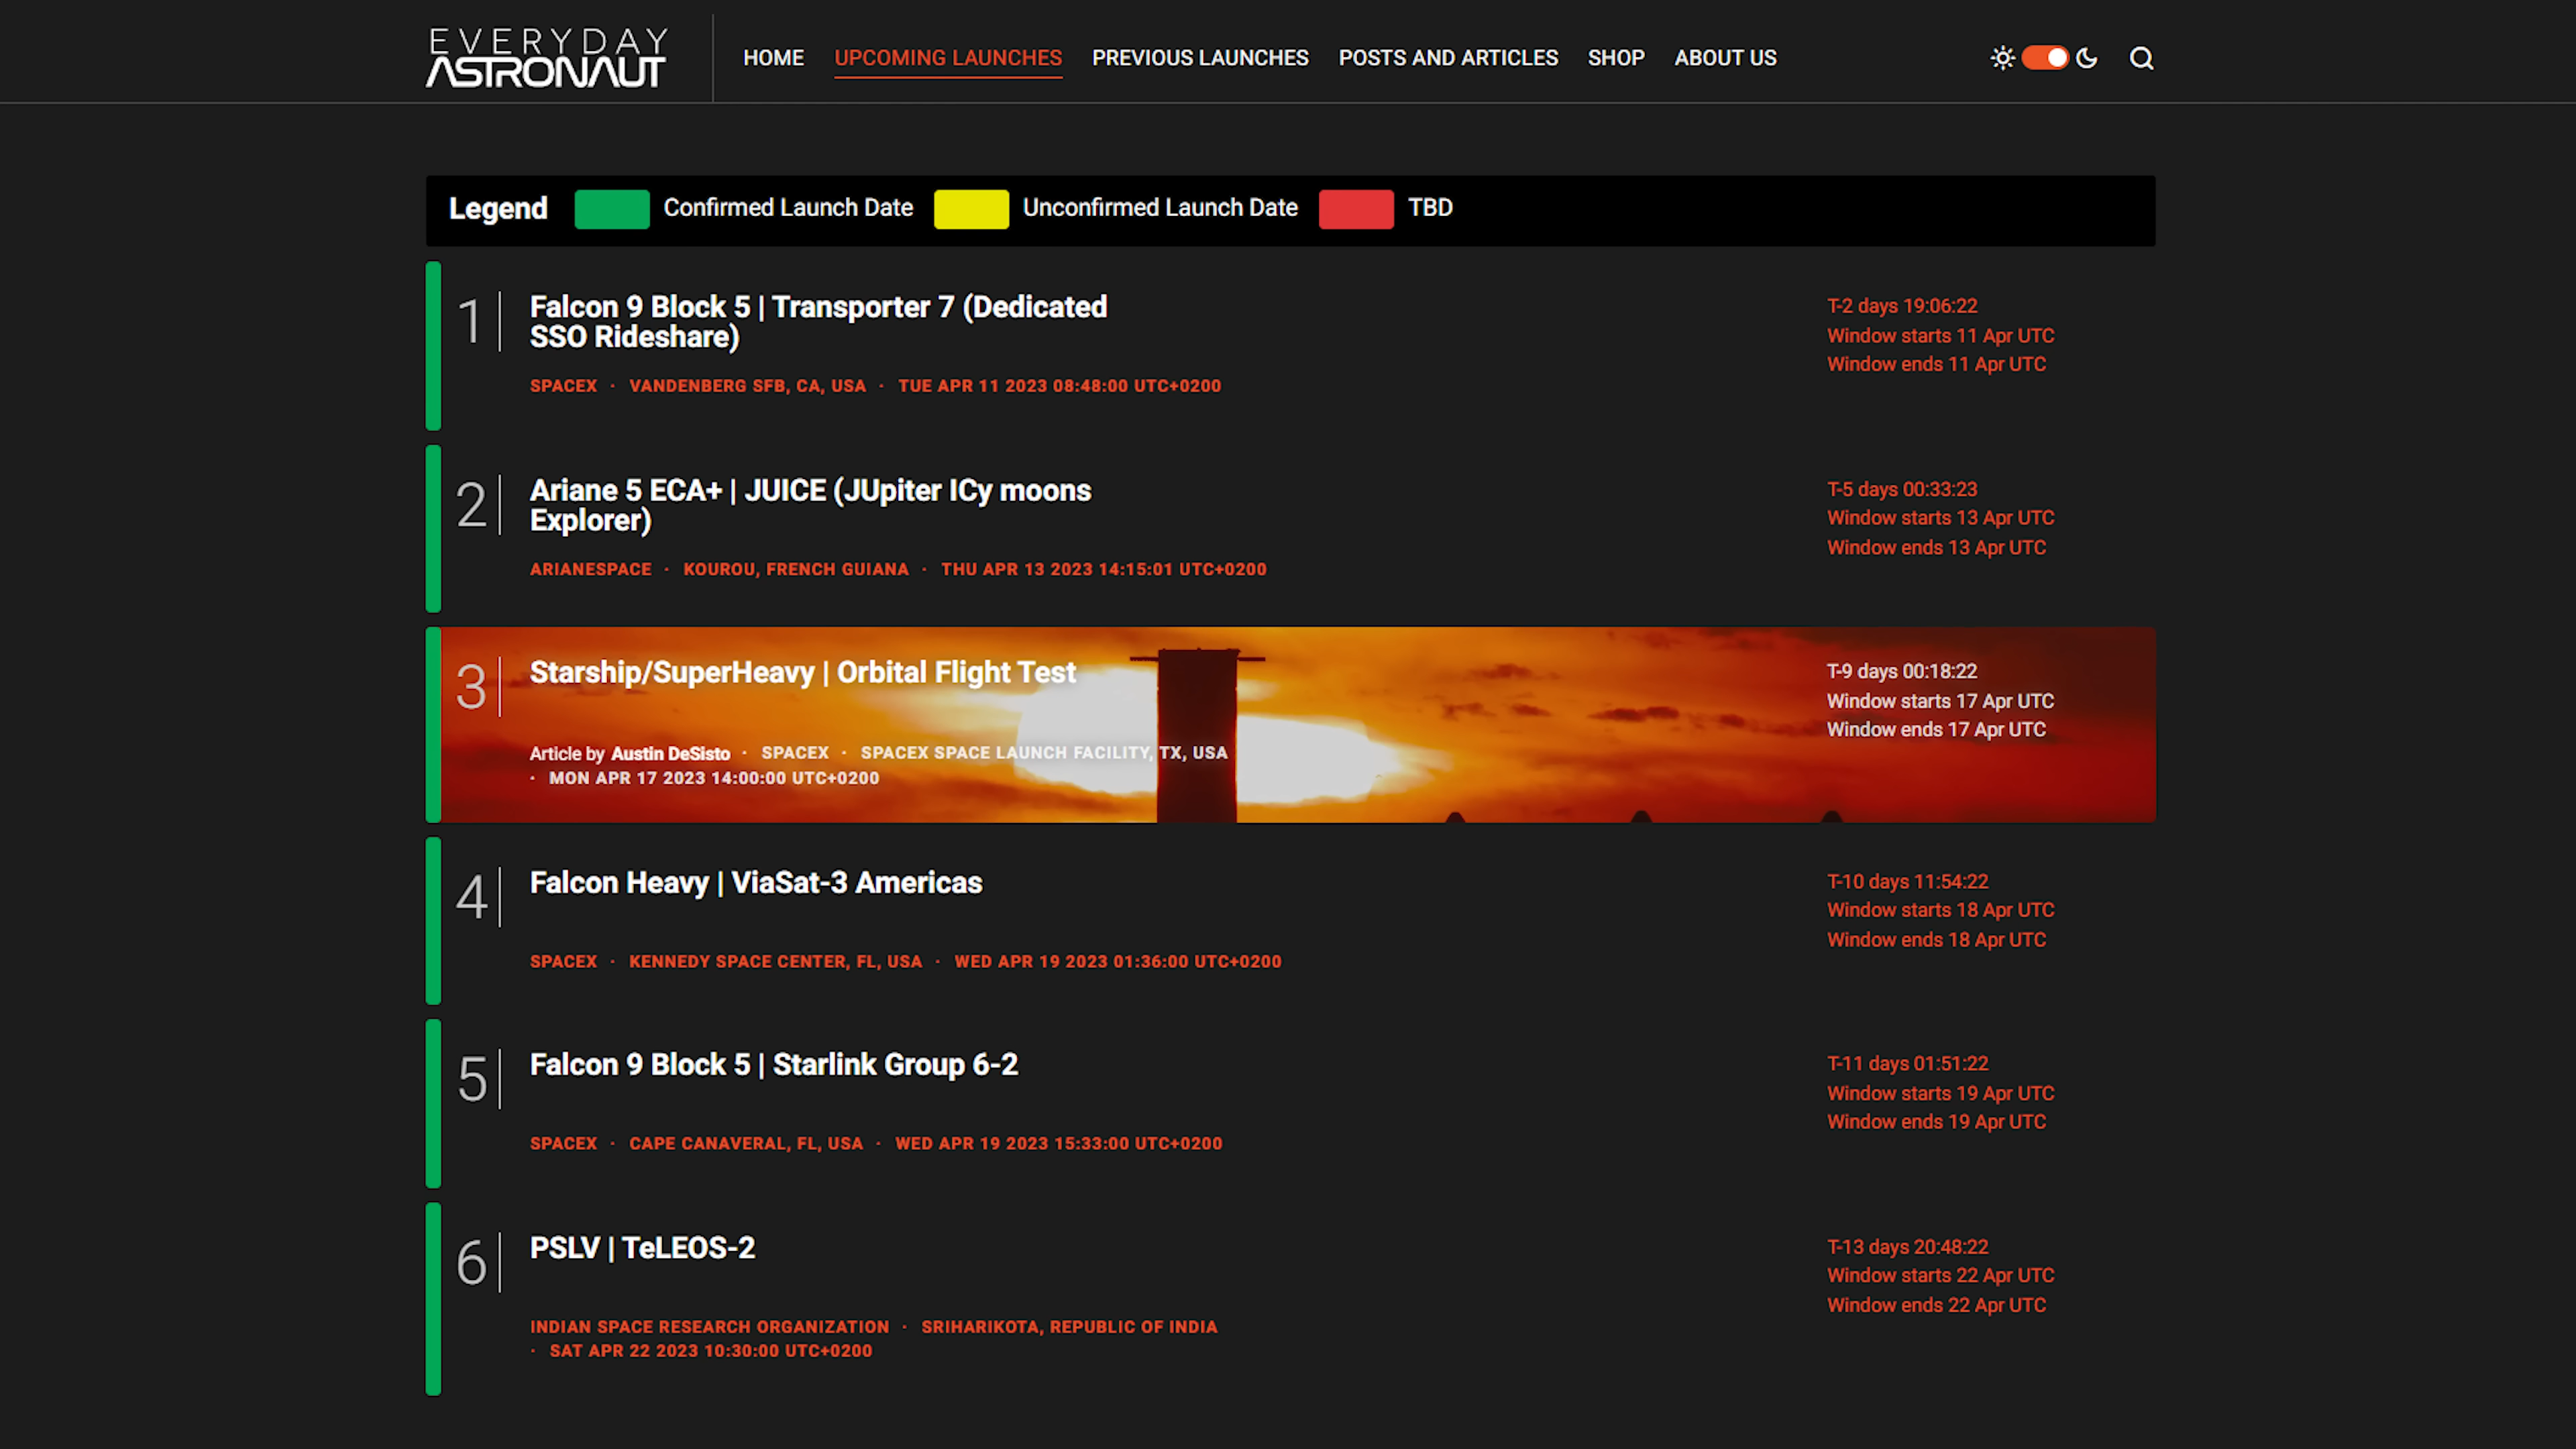 EVERYDAY
ASTRONAUT
HOME UPCOMING LAUNCHES PREVIOUS LAUNCHES POSTS AND ARTICLES SHOP ABOUT US
Legend Confirmed Launch Date Unconfirmed Launch Date TBD
1
Falcon 9 Block 5 | Transporter 7 (Dedicated
SSO Rideshare)
SPACEX · VANDENBERG SFB, CA, USA · TUE APR 11 2023 08:48:00 UTC+0200
T-2 days 19:06:22
Window starts 11 Apr UTC
Window ends 11 Apr UTC
2
Ariane 5 ECA+ | JUICE (JUpiter ICy moons
Explorer)
ARIANESPACE · KOUROU, FRENCH GUIANA · THU APR 13 2023 14:15:01 UTC+0200
T-5 days 00:33:23
Window starts 13 Apr UTC
Window ends 13 Apr UTC
3
Starship/SuperHeavy | Orbital Flight Test
Article by Austin DeSisto · SPACEX · SPACEX SPACE LAUNCH FACILITY, TX, USA
· MON APR 17 2023 14:00:00 UTC+0200
T-9 days 00:18:22
Window starts 17 Apr UTC
Window ends 17 Apr UTC
4
Falcon Heavy | ViaSat-3 Americas
SPACEX · KENNEDY SPACE CENTER, FL, USA · WED APR 19 2023 01:36:00 UTC+0200
T-10 days 11:54:22
Window starts 18 Apr UTC
Window ends 18 Apr UTC
5
Falcon 9 Block 5 | Starlink Group 6-2
SPACEX · CAPE CANAVERAL, FL, USA · WED APR 19 2023 15:33:00 UTC+0200
T-11 days 01:51:22
Window starts 19 Apr UTC
Window ends 19 Apr UTC
6
PSLV | TeLEOS-2
INDIAN SPACE RESEARCH ORGANIZATION · SRIHARIKOTA, REPUBLIC OF INDIA
· SAT APR 22 2023 10:30:00 UTC+0200
T-13 days 20:48:22
Window starts 22 Apr UTC
Window ends 22 Apr UTC